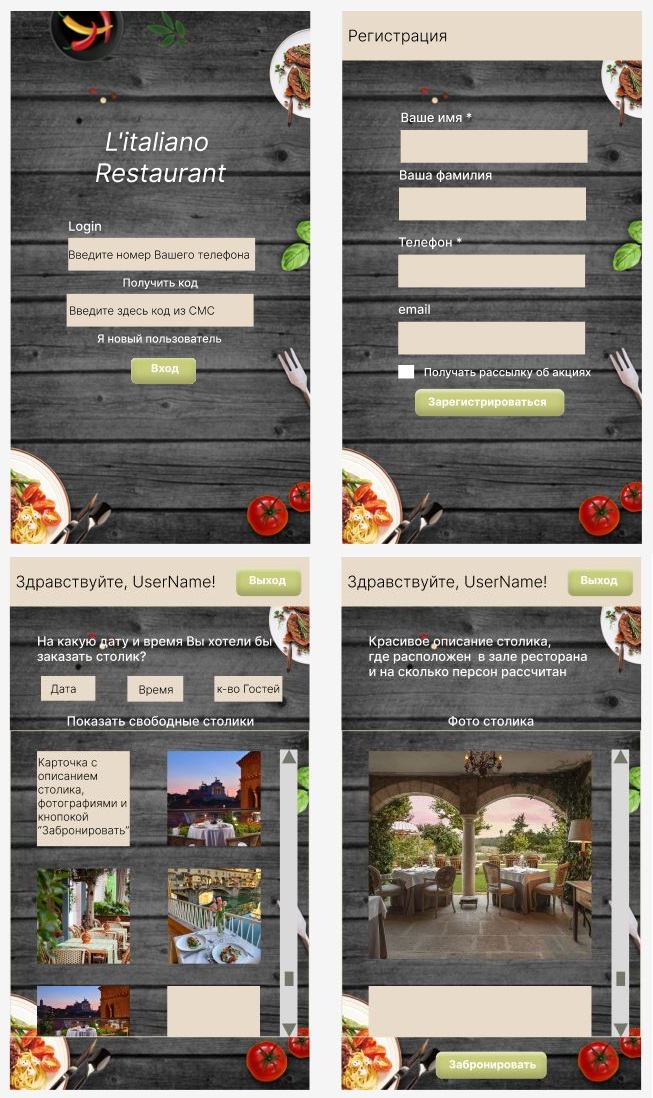 L'italiano
Restaurant
Login
Введите номер Вашего телефона
Получить код
Введите здесь код из СМС
Я новый пользователь
Вход
Регистрация
Ваше имя *
Ваша фамилия
Телефон *
email
Получать рассылку об акциях
Зарегистрироваться
Здравствуйте, UserName!
Выход
На какую дату и время Вы хотели бы
заказать столик?
Дата
Время
к-во Гостей
Показать свободные столики
Карточка с
описанием
столика,
фотографиями и
кнопокой
“Забронировать”
Здравствуйте, UserName!
Выход
Красивое описание столика,
где расположен в зале ресторана
и на сколько персон рассчитан
Фото столика
Забронировать